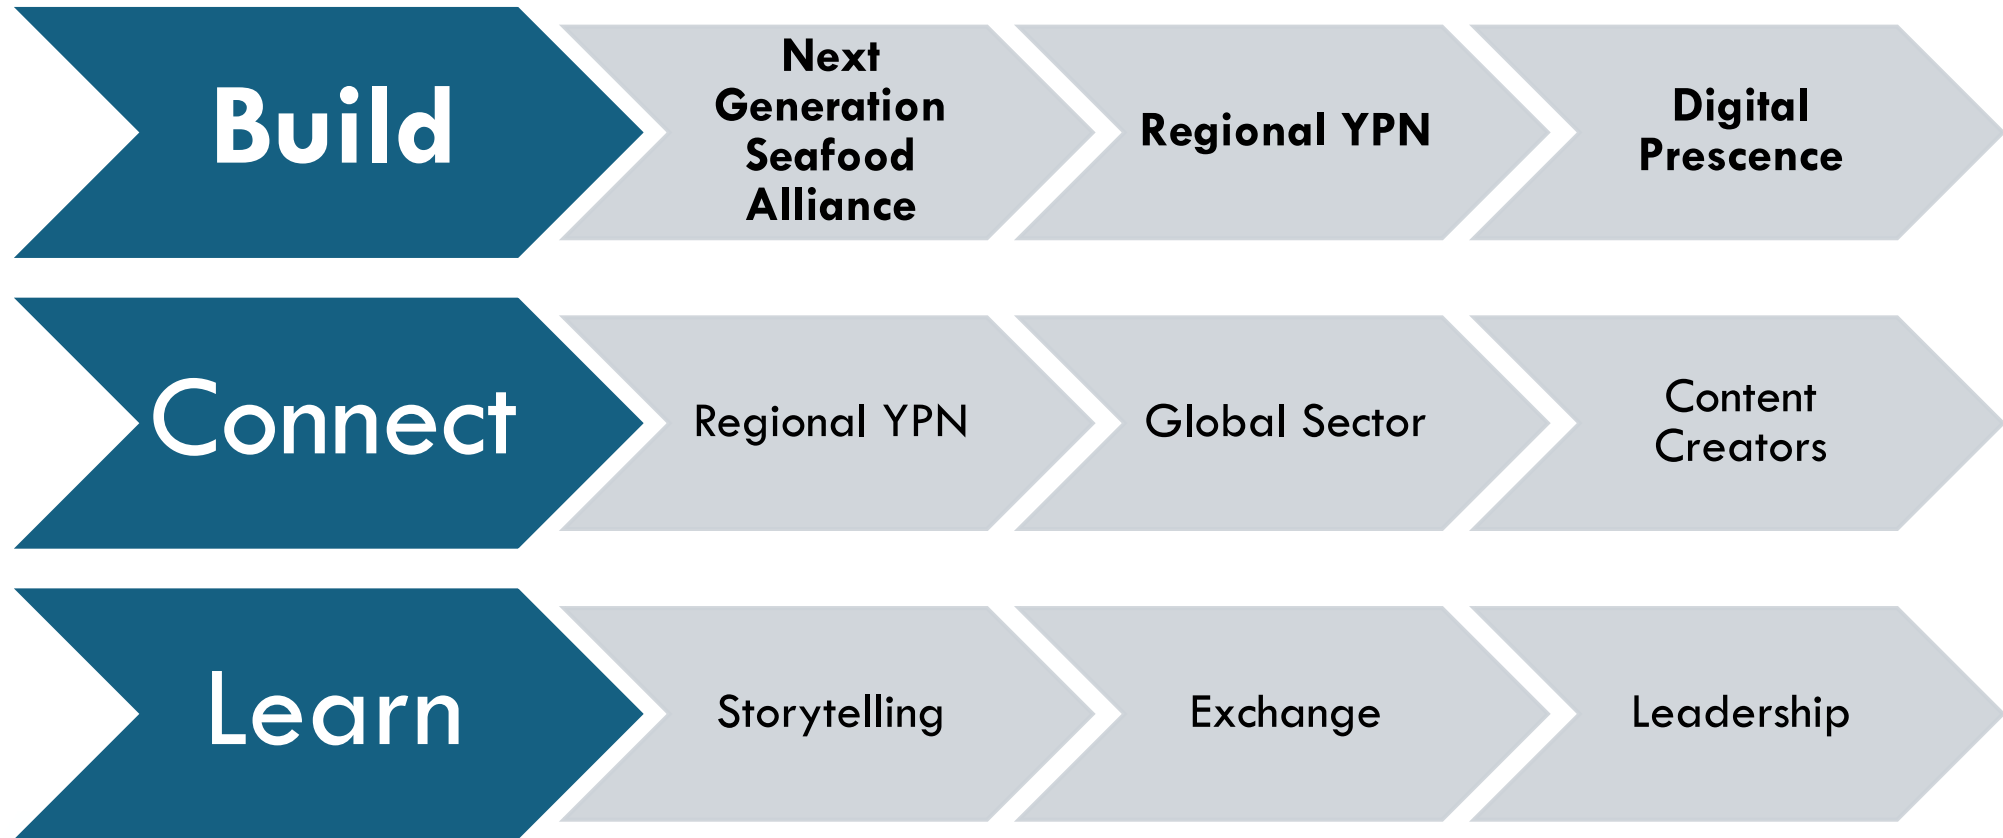 Build
Next
Generation
Seafood
Alliance
Regional YPN
Digital
Prescence
Connect
Regional YPN
Global Sector
Content
Creators
Learn
Storytelling
Exchange
Leadership